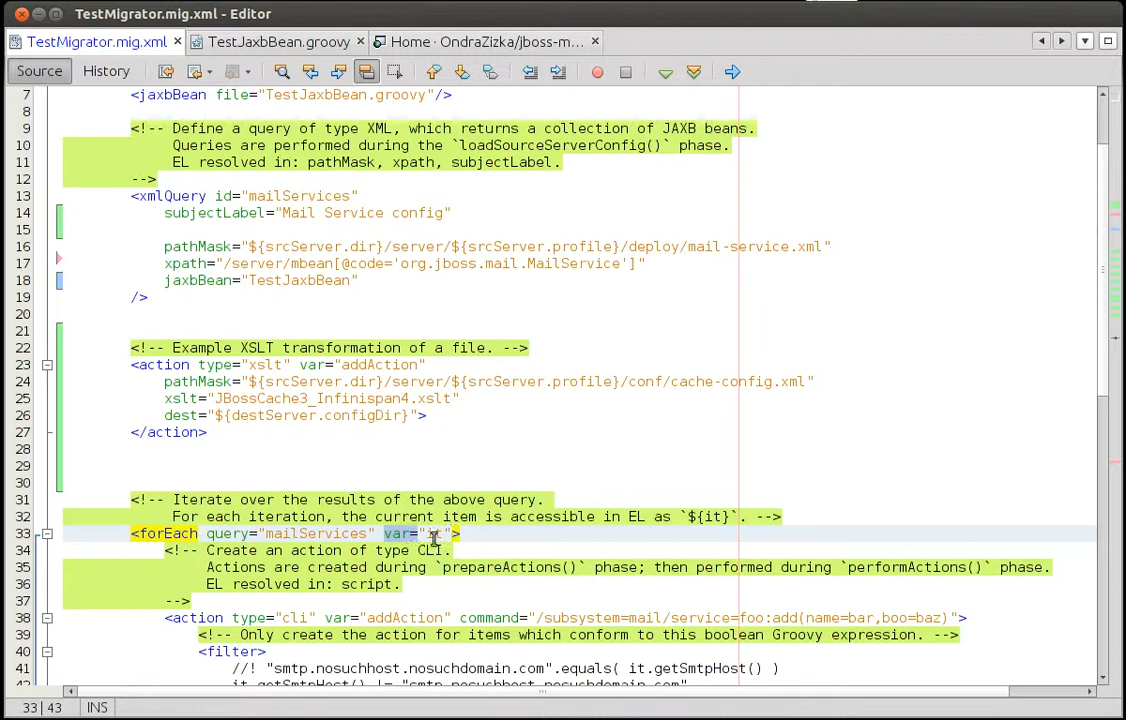 TestMigrator.mig.xml - Editor
TestMigrator.mig.xml TestJaxbBean.groovy Home · OndraZizka/jboss-m...
Source History
7 <jaxbBean file="TestJaxbBean.groovy"/>
8
9 <!-- Define a query of type XML, which returns a collection of JAXB beans.
10 Queries are performed during the `loadSourceServerConfig()` phase.
11 EL resolved in: pathMask, xpath, subjectLabel.
12 -->
13 <xmlQuery id="mailServices"
14 subjectLabel="Mail Service config"
15
16 pathMask="${srcServer.dir}/server/${srcServer.profile}/deploy/mail-service.xml"
17 xpath="/server/mbean[@code='org.jboss.mail.MailService']"
18 jaxbBean="TestJaxbBean"
19 />
20
21
22 <!-- Example XSLT transformation of a file. -->
23 <action type="xslt" var="addAction"
24 pathMask="${srcServer.dir}/server/${srcServer.profile}/conf/cache-config.xml"
25 xslt="JBossCache3_Infinispan4.xslt"
26 dest="${destServer.configDir}">
27 </action>
28
29
30
31 <!-- Iterate over the results of the above query.
32 For each iteration, the current item is accessible in EL as `${it}`. -->
33 <forEach query="mailServices" var="it">
34 <!-- Create an action of type CLI.
35 Actions are created during `prepareActions()` phase; then performed during `performActions()` phase.
36 EL resolved in: script.
37 -->
38 <action type="cli" var="addAction" command="/subsystem=mail/service=foo:add(name=bar,boo=baz)">
39 <!-- Only create the action for items which conform to this boolean Groovy expression. -->
40 <filter>
41 //! "smtp.nosuchhost.nosuchdomain.com".equals( it.getSmtpHost() )
42 it.getSmtpHost() != "smtp.nosuchhost.nosuchdomain.com"
33|43 INS